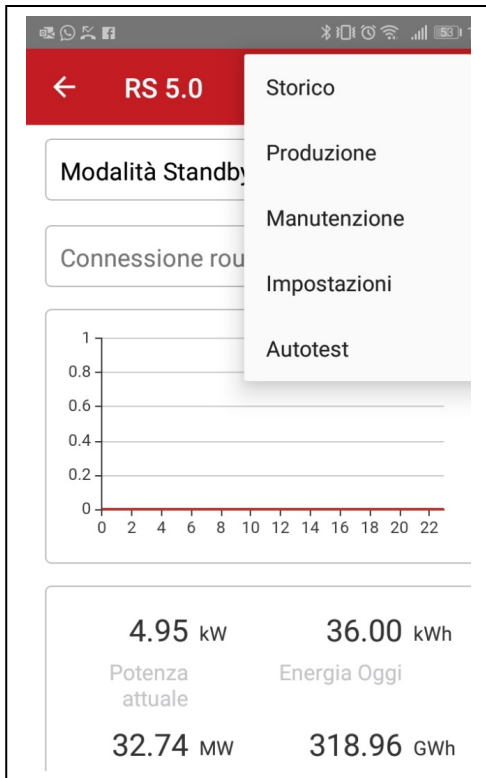 53
RS 5.0
Storico
Produzione
Manutenzione
Impostazioni
Autotest
Modalità Standby
Connessione rou
1
0.8
0.6
0.4
0.2
0
0 2 4 6 8 10 12 14 16 18 20 22
4.95 kW 36.00 kWh
Potenza Energia Oggi
attuale
32.74 MW 318.96 GWh